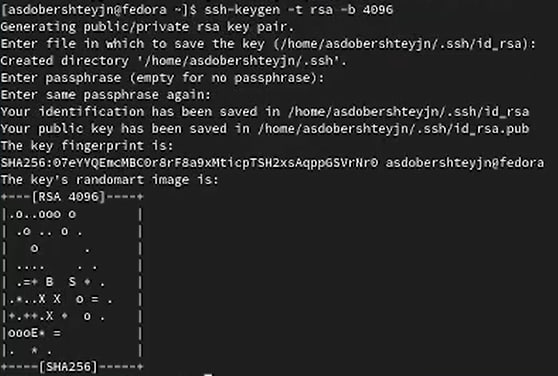 [asdobershteyjn@fedora ~]$ ssh-keygen -t rsa -b 4096
Generating public/private rsa key pair.
Enter file in which to save the key (/home/asdobershteyjn/.ssh/id_rsa):
Created directory '/home/asdobershteyjn/.ssh'.
Enter passphrase (empty for no passphrase):
Enter same passphrase again:
Your identification has been saved in /home/asdobershteyjn/.ssh/id_rsa
Your public key has been saved in /home/asdobershteyjn/.ssh/id_rsa.pub
The key fingerprint is:
SHA256:07eYYQEmcMBC0r8rF8a9xMticpTSH2xsAqppGSVrNr0 asdobershteyjn@fedora
The key's randomart image is:
+---[RSA 4096]----+
|.o..ooo o        |
| .o .. o .       |
|   o      .      |
| ....    . .     |
| .=+ B  S + .    |
|.*..X X  o = .   |
|+.++.X +  o .    |
|oooE* =          |
|.  * .           |
+----[SHA256]-----+